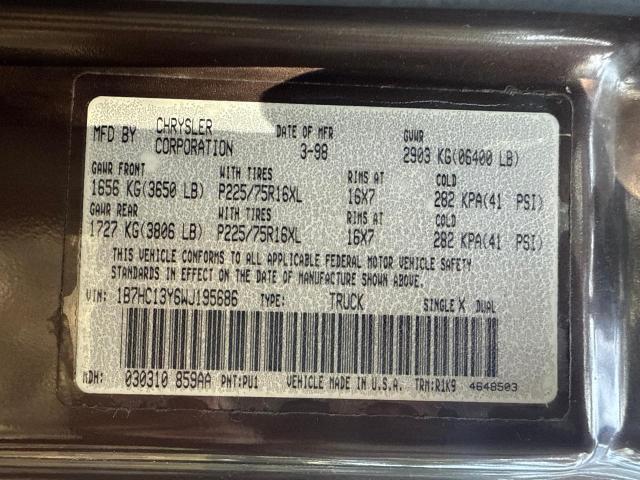 MFD BY CHRYSLER CORPORATION DATE OF MFR 3-98 GVWR 2903 KG(06400 LB)
GAWR FRONT WITH TIRES RIMS AT COLD
1656 KG(3650 LB) P225/75R16XL 16X7 282 KPA(41 PSI)
GAWR REAR WITH TIRES RIMS AT COLD
1727 KG(3806 LB) P225/75R16XL 16X7 282 KPA(41 PSI)
THIS VEHICLE CONFORMS TO ALL APPLICABLE FEDERAL MOTOR VEHICLE SAFETY
STANDARDS IN EFFECT ON THE DATE OF MANUFACTURE SHOWN ABOVE.
VIN: 1B7HC13Y6WJ195686 TYPE: TRUCK SINGLE X DUAL
MDH: 030310 859AA PNT:PU1 VEHICLE MADE IN U.S.A. TRM:R1K9 4648503